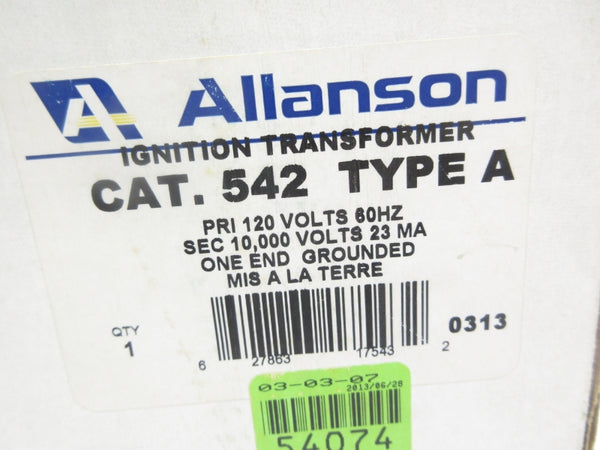 Allanson
IGNITION TRANSFORMER
CAT. 542 TYPE A
PRI 120 VOLTS 60HZ
SEC 10,000 VOLTS 23 MA
ONE END GROUNDED
MIS A LA TERRE
QTY
1
6 27863 17543 2
0313
03-03-07
2013/06/28
54074